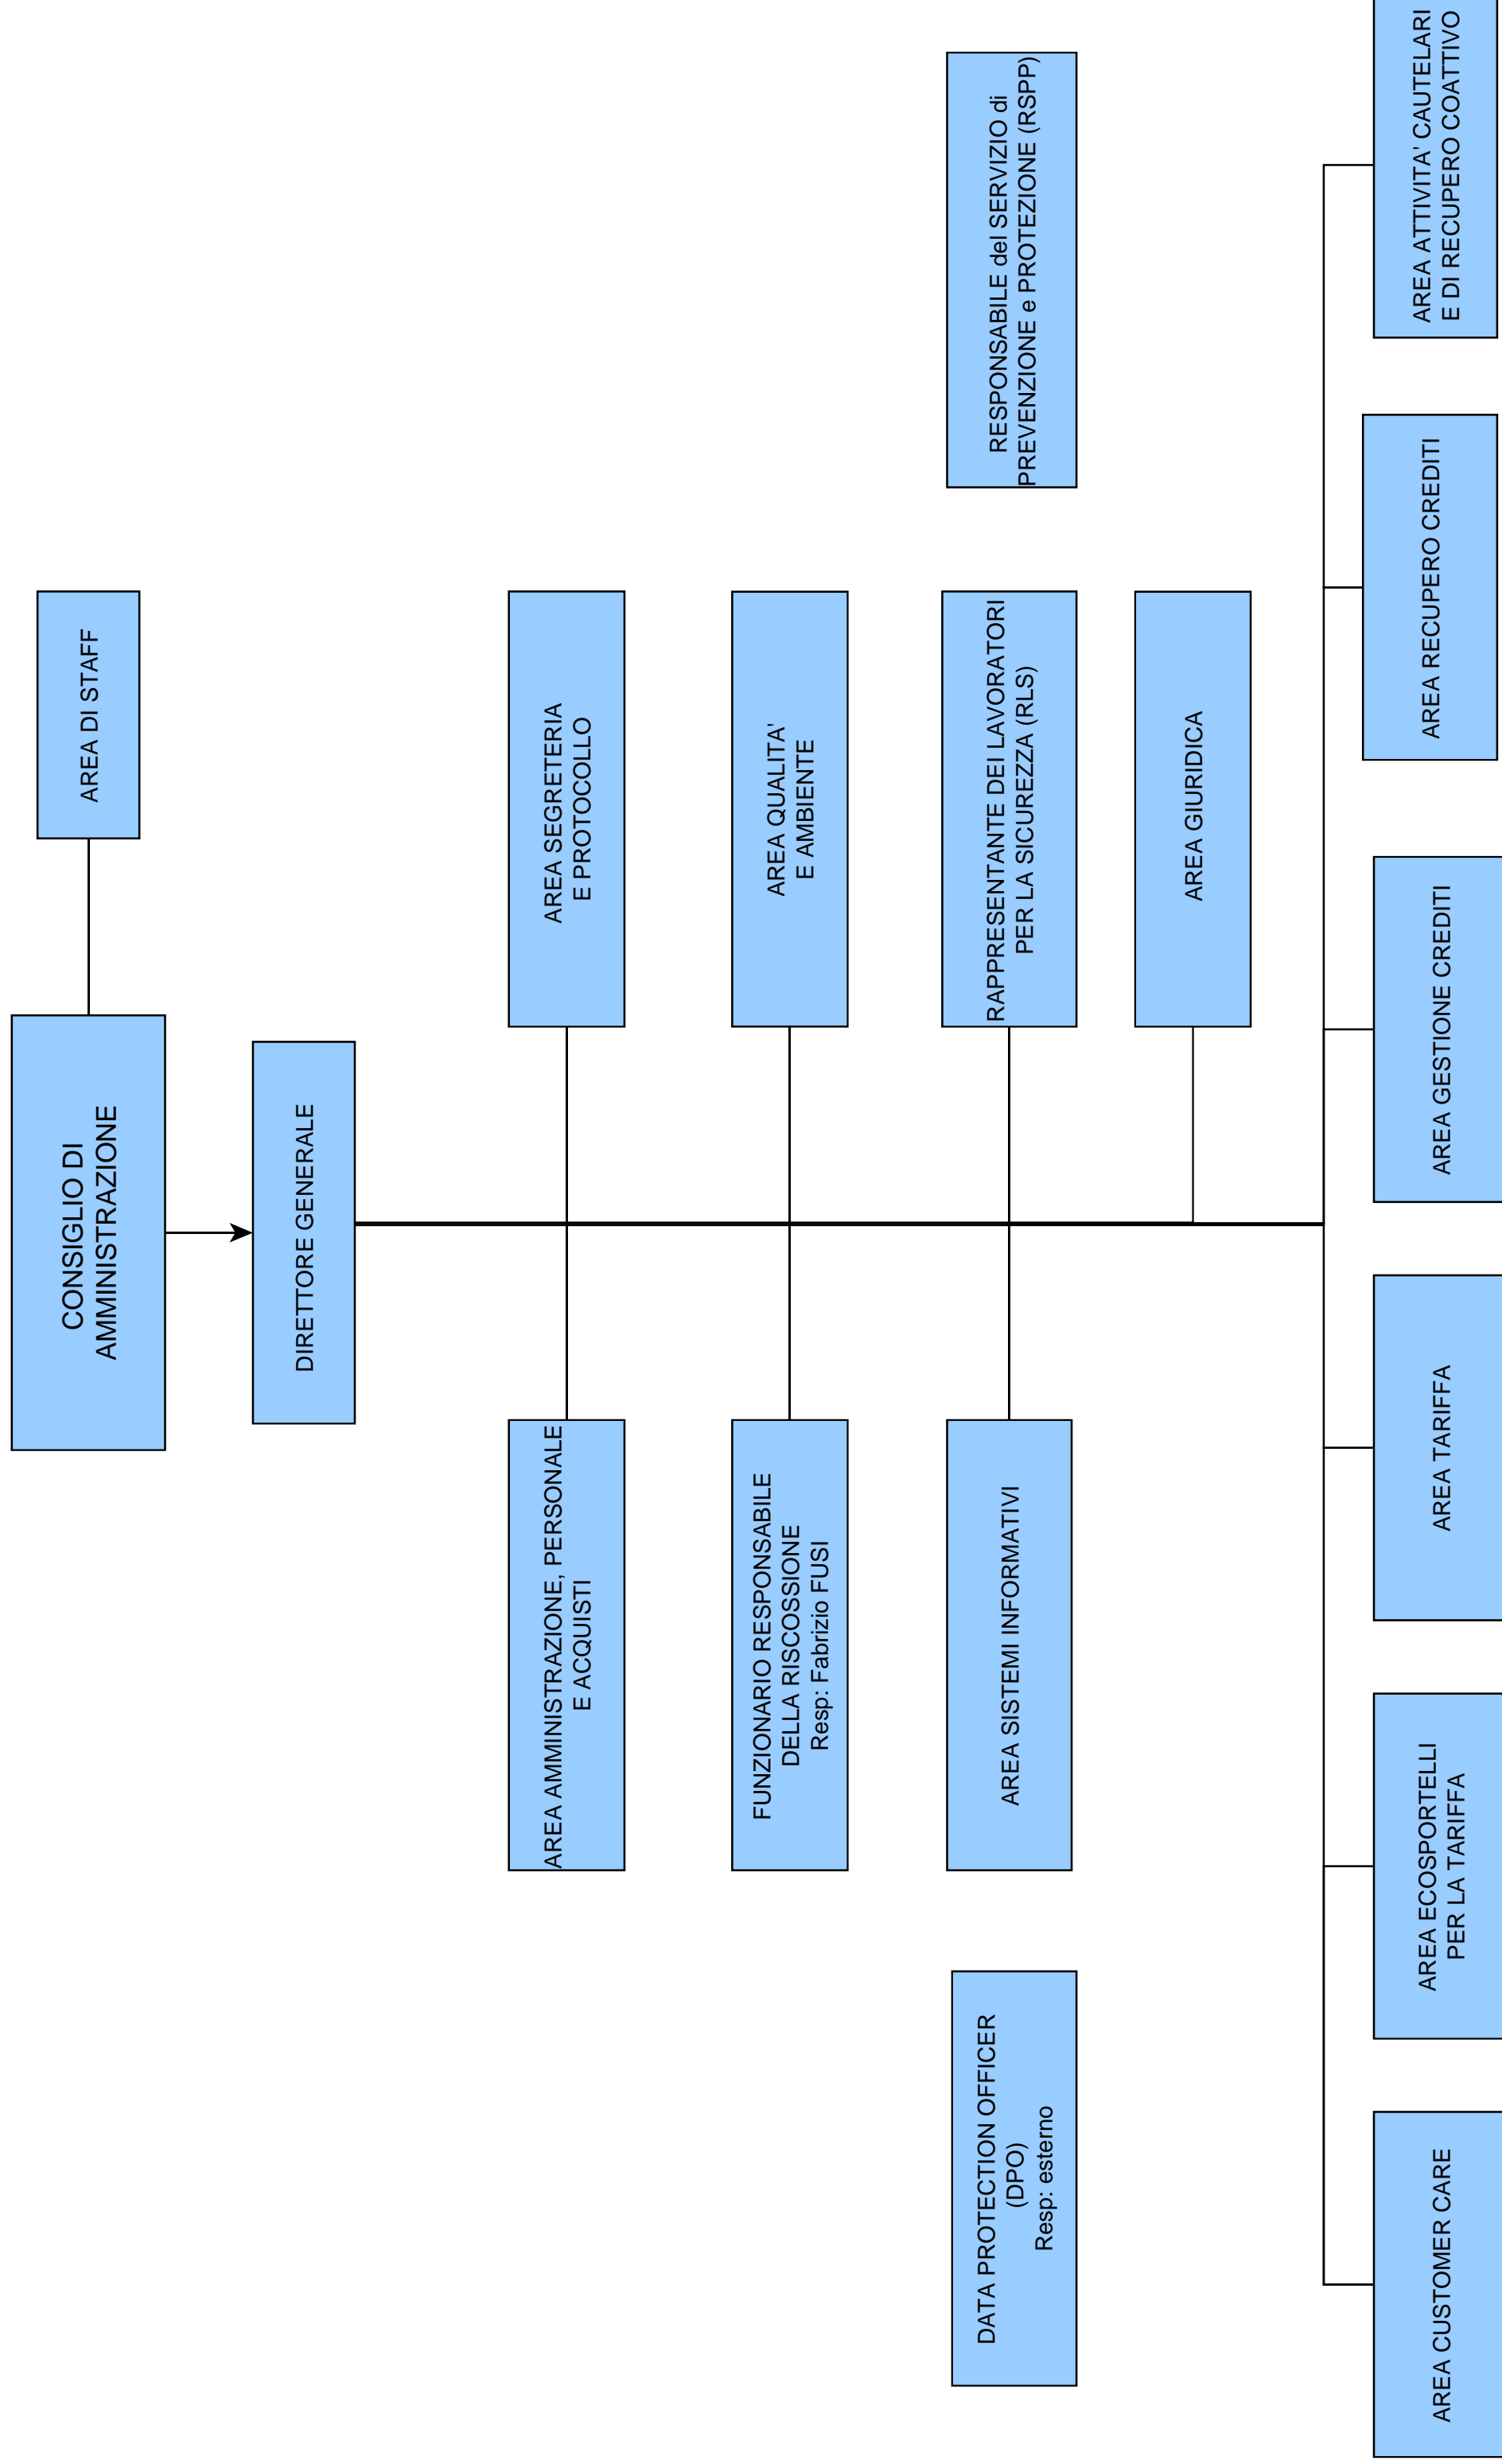 CONSIGLIO DI
AMMINISTRAZIONE
AREA DI STAFF
DIRETTORE GENERALE
AREA AMMINISTRAZIONE, PERSONALE
E ACQUISTI
AREA SEGRETERIA
E PROTOCOLLO
FUNZIONARIO RESPONSABILE
DELLA RISCOSSIONE
Resp: Fabrizio FUSI
AREA QUALITA'
E AMBIENTE
DATA PROTECTION OFFICER
(DPO)
Resp: esterno
AREA SISTEMI INFORMATIVI
RAPPRESENTANTE DEI LAVORATORI
PER LA SICUREZZA (RLS)
RESPONSABILE del SERVIZIO di
PREVENZIONE e PROTEZIONE (RSPP)
AREA GIURIDICA
AREA CUSTOMER CARE
AREA ECOSPORTELLI
PER LA TARIFFA
AREA TARIFFA
AREA GESTIONE CREDITI
AREA RECUPERO CREDITI
AREA ATTIVITA' CAUTELARI
E DI RECUPERO COATTIVO